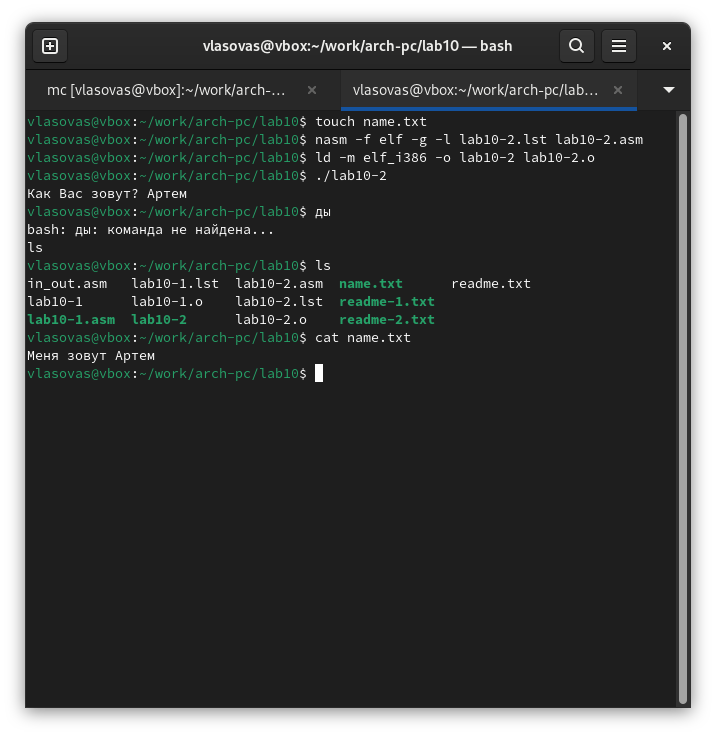 vlasovas@vbox:~/work/arch-pc/lab10 — bash
mc [vlasovas@vbox]:~/work/arch-... vlasovas@vbox:~/work/arch-pc/lab...
vlasovas@vbox:~/work/arch-pc/lab10$ touch name.txt
vlasovas@vbox:~/work/arch-pc/lab10$ nasm -f elf -g -l lab10-2.lst lab10-2.asm
vlasovas@vbox:~/work/arch-pc/lab10$ ld -m elf_i386 -o lab10-2 lab10-2.o
vlasovas@vbox:~/work/arch-pc/lab10$ ./lab10-2
Как Вас зовут? Артем
vlasovas@vbox:~/work/arch-pc/lab10$ ды
bash: ды: команда не найдена...
ls
vlasovas@vbox:~/work/arch-pc/lab10$ ls
in_out.asm lab10-1.lst lab10-2.asm name.txt readme.txt
lab10-1 lab10-1.o lab10-2.lst readme-1.txt
lab10-1.asm lab10-2 lab10-2.o readme-2.txt
vlasovas@vbox:~/work/arch-pc/lab10$ cat name.txt
Меня зовут Артем
vlasovas@vbox:~/work/arch-pc/lab10$